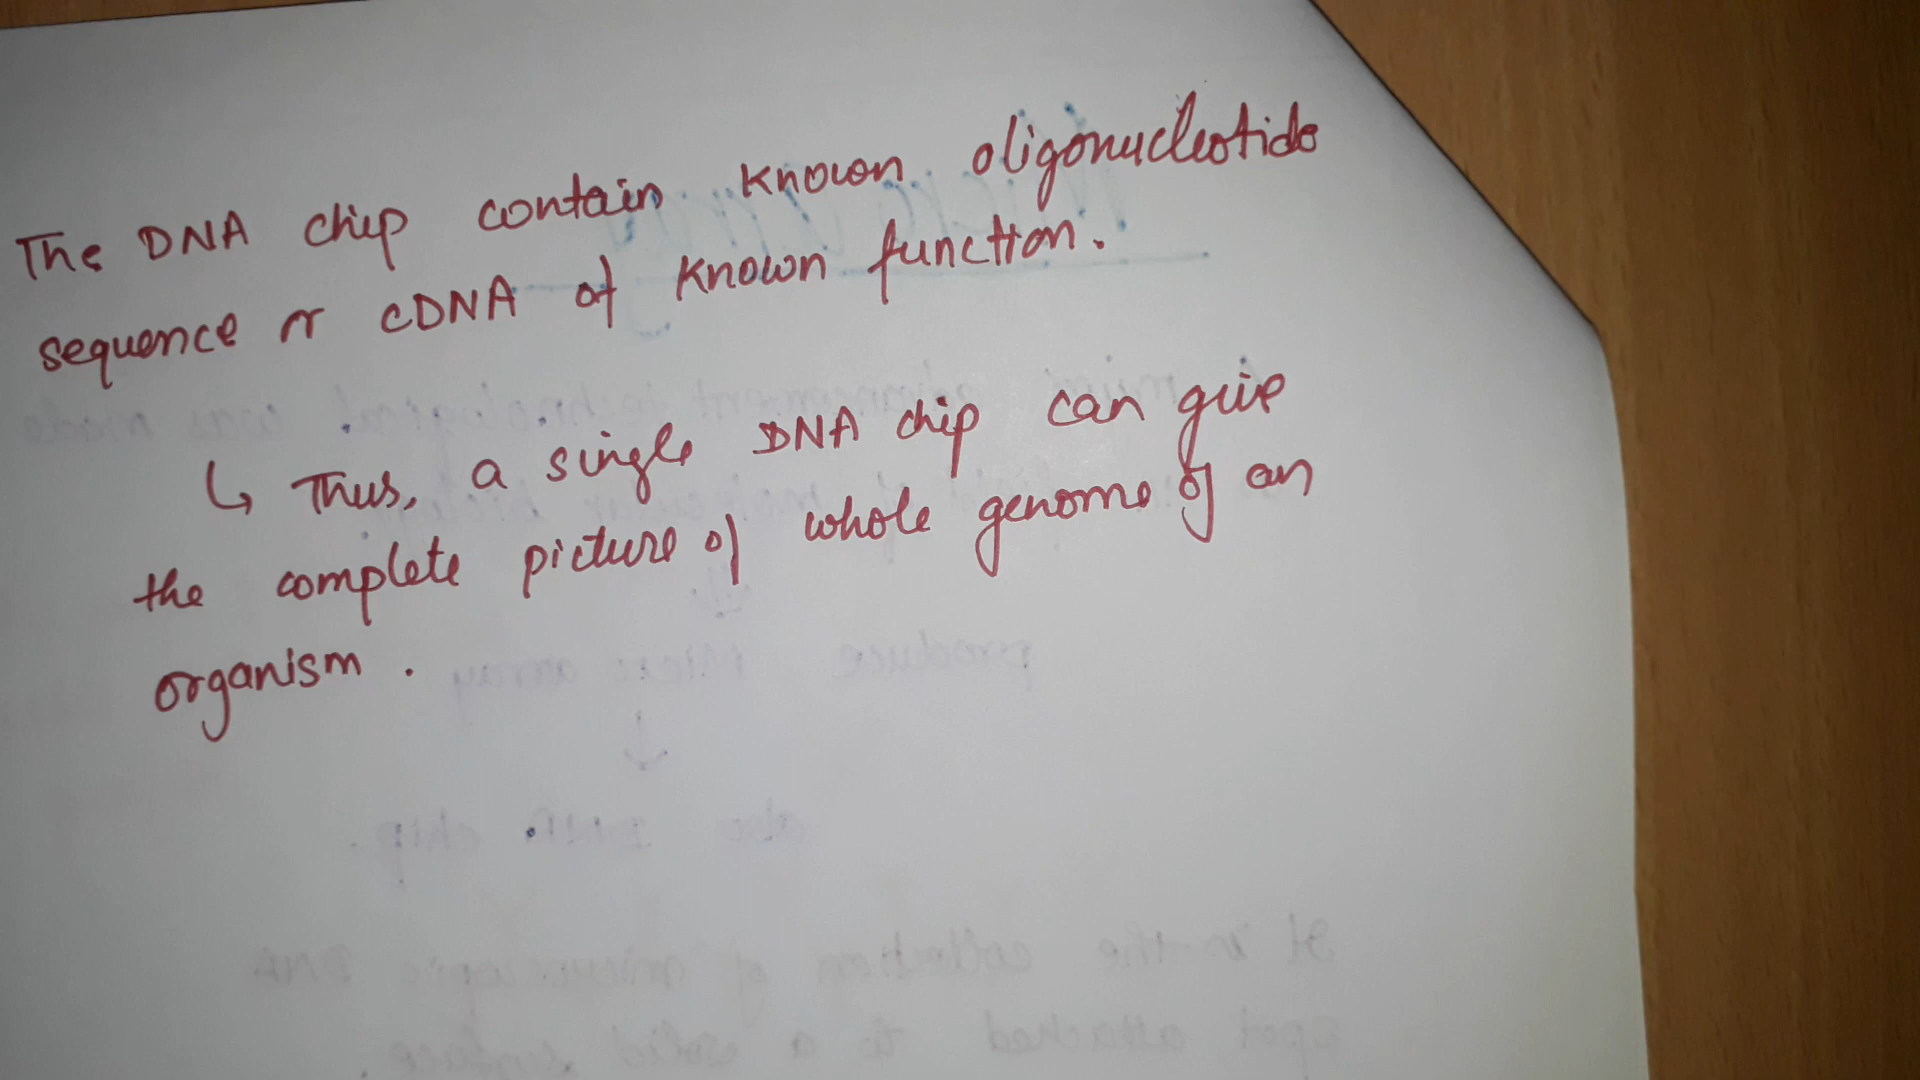 The DNA chip contain known oligonucleotide
sequence or cDNA of known function.
↳ Thus, a single DNA chip can give
the complete picture of whole genome of an
organism.